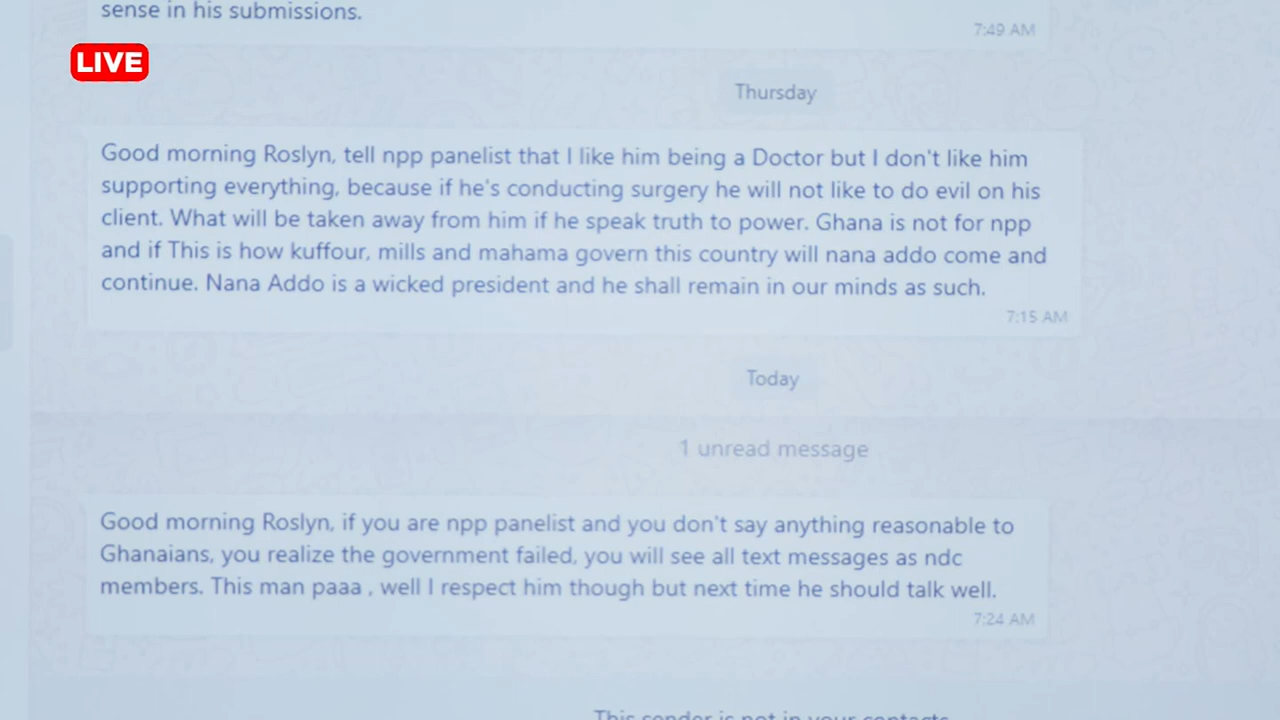 sense in his submissions.
7:49 AM
LIVE
Thursday
Good morning Roslyn, tell npp panelist that I like him being a Doctor but I don't like him
supporting everything, because if he's conducting surgery he will not like to do evil on his
client. What will be taken away from him if he speak truth to power. Ghana is not for npp
and if This is how kuffour, mills and mahama govern this country will nana addo come and
continue. Nana Addo is a wicked president and he shall remain in our minds as such.
7:15 AM
Today
1 unread message
Good morning Roslyn, if you are npp panelist and you don't say anything reasonable to
Ghanaians, you realize the government failed, you will see all text messages as ndc
members. This man paaa , well I respect him though but next time he should talk well.
7:24 AM
This sender is not in your contacts